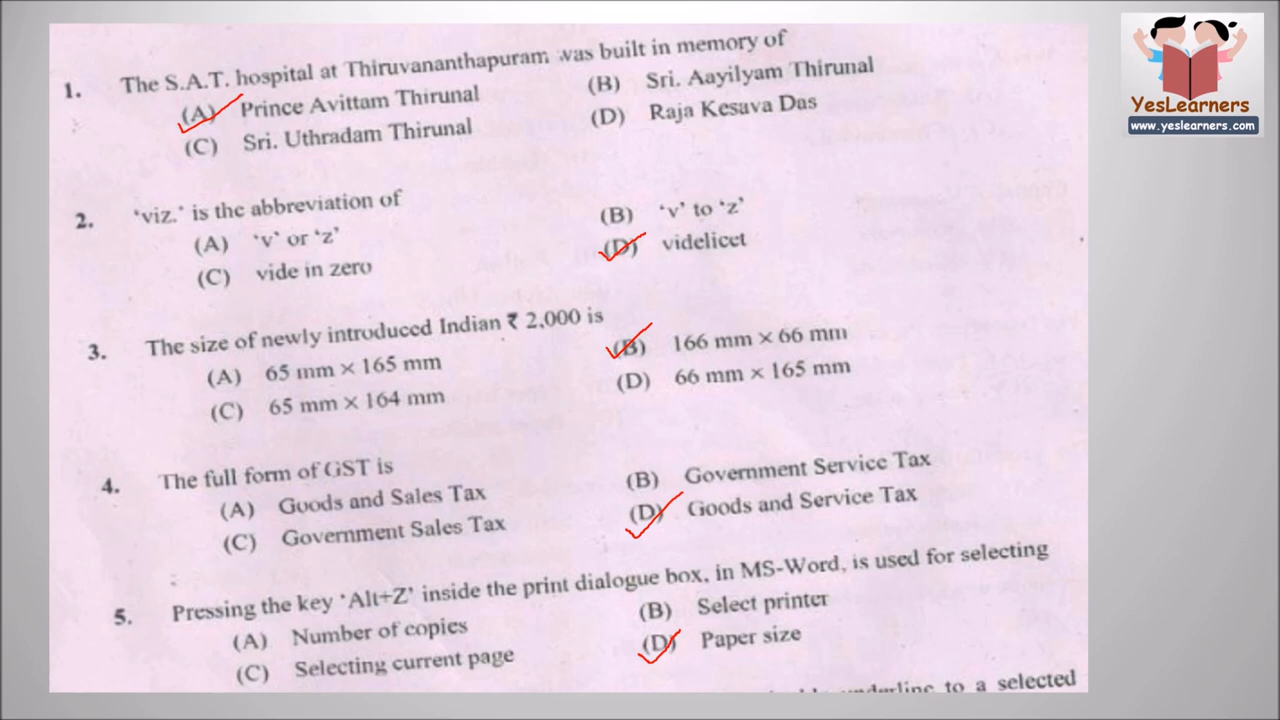 1. The S.A.T. hospital at Thiruvananthapuram was built in memory of
(A) Prince Avittam Thirunal (B) Sri. Aayilyam Thirunal
(C) Sri. Uthradam Thirunal (D) Raja Kesava Das
2. 'viz.' is the abbreviation of
(A) 'v' or 'z' (B) 'v' to 'z'
(C) vide in zero (D) videlicet
3. The size of newly introduced Indian ₹ 2,000 is
(A) 65 mm × 165 mm (B) 166 mm × 66 mm
(C) 65 mm × 164 mm (D) 66 mm × 165 mm
4. The full form of GST is
(A) Goods and Sales Tax (B) Government Service Tax
(C) Government Sales Tax (D) Goods and Service Tax
5. Pressing the key 'Alt+Z' inside the print dialogue box, in MS-Word, is used for selecting
(A) Number of copies (B) Select printer
(C) Selecting current page (D) Paper size
underline to a selected
YesLearners
www.yeslearners.com